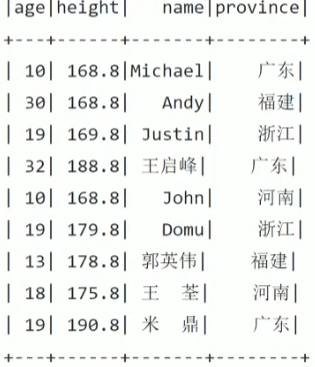 |age|height|    name|province|
+---+------+--------+--------+
| 10| 168.8|Michael|      广东|
| 30| 168.8|   Andy|      福建|
| 19| 169.8| Justin|      浙江|
| 32| 188.8| 王启峰|      广东|
| 10| 168.8|   John|      河南|
| 19| 179.8|   Domu|      浙江|
| 13| 178.8| 郭英伟|      福建|
| 18| 175.8| 王  荃|      河南|
| 19| 190.8| 米  鼎|      广东|
+---+------+--------+--------+